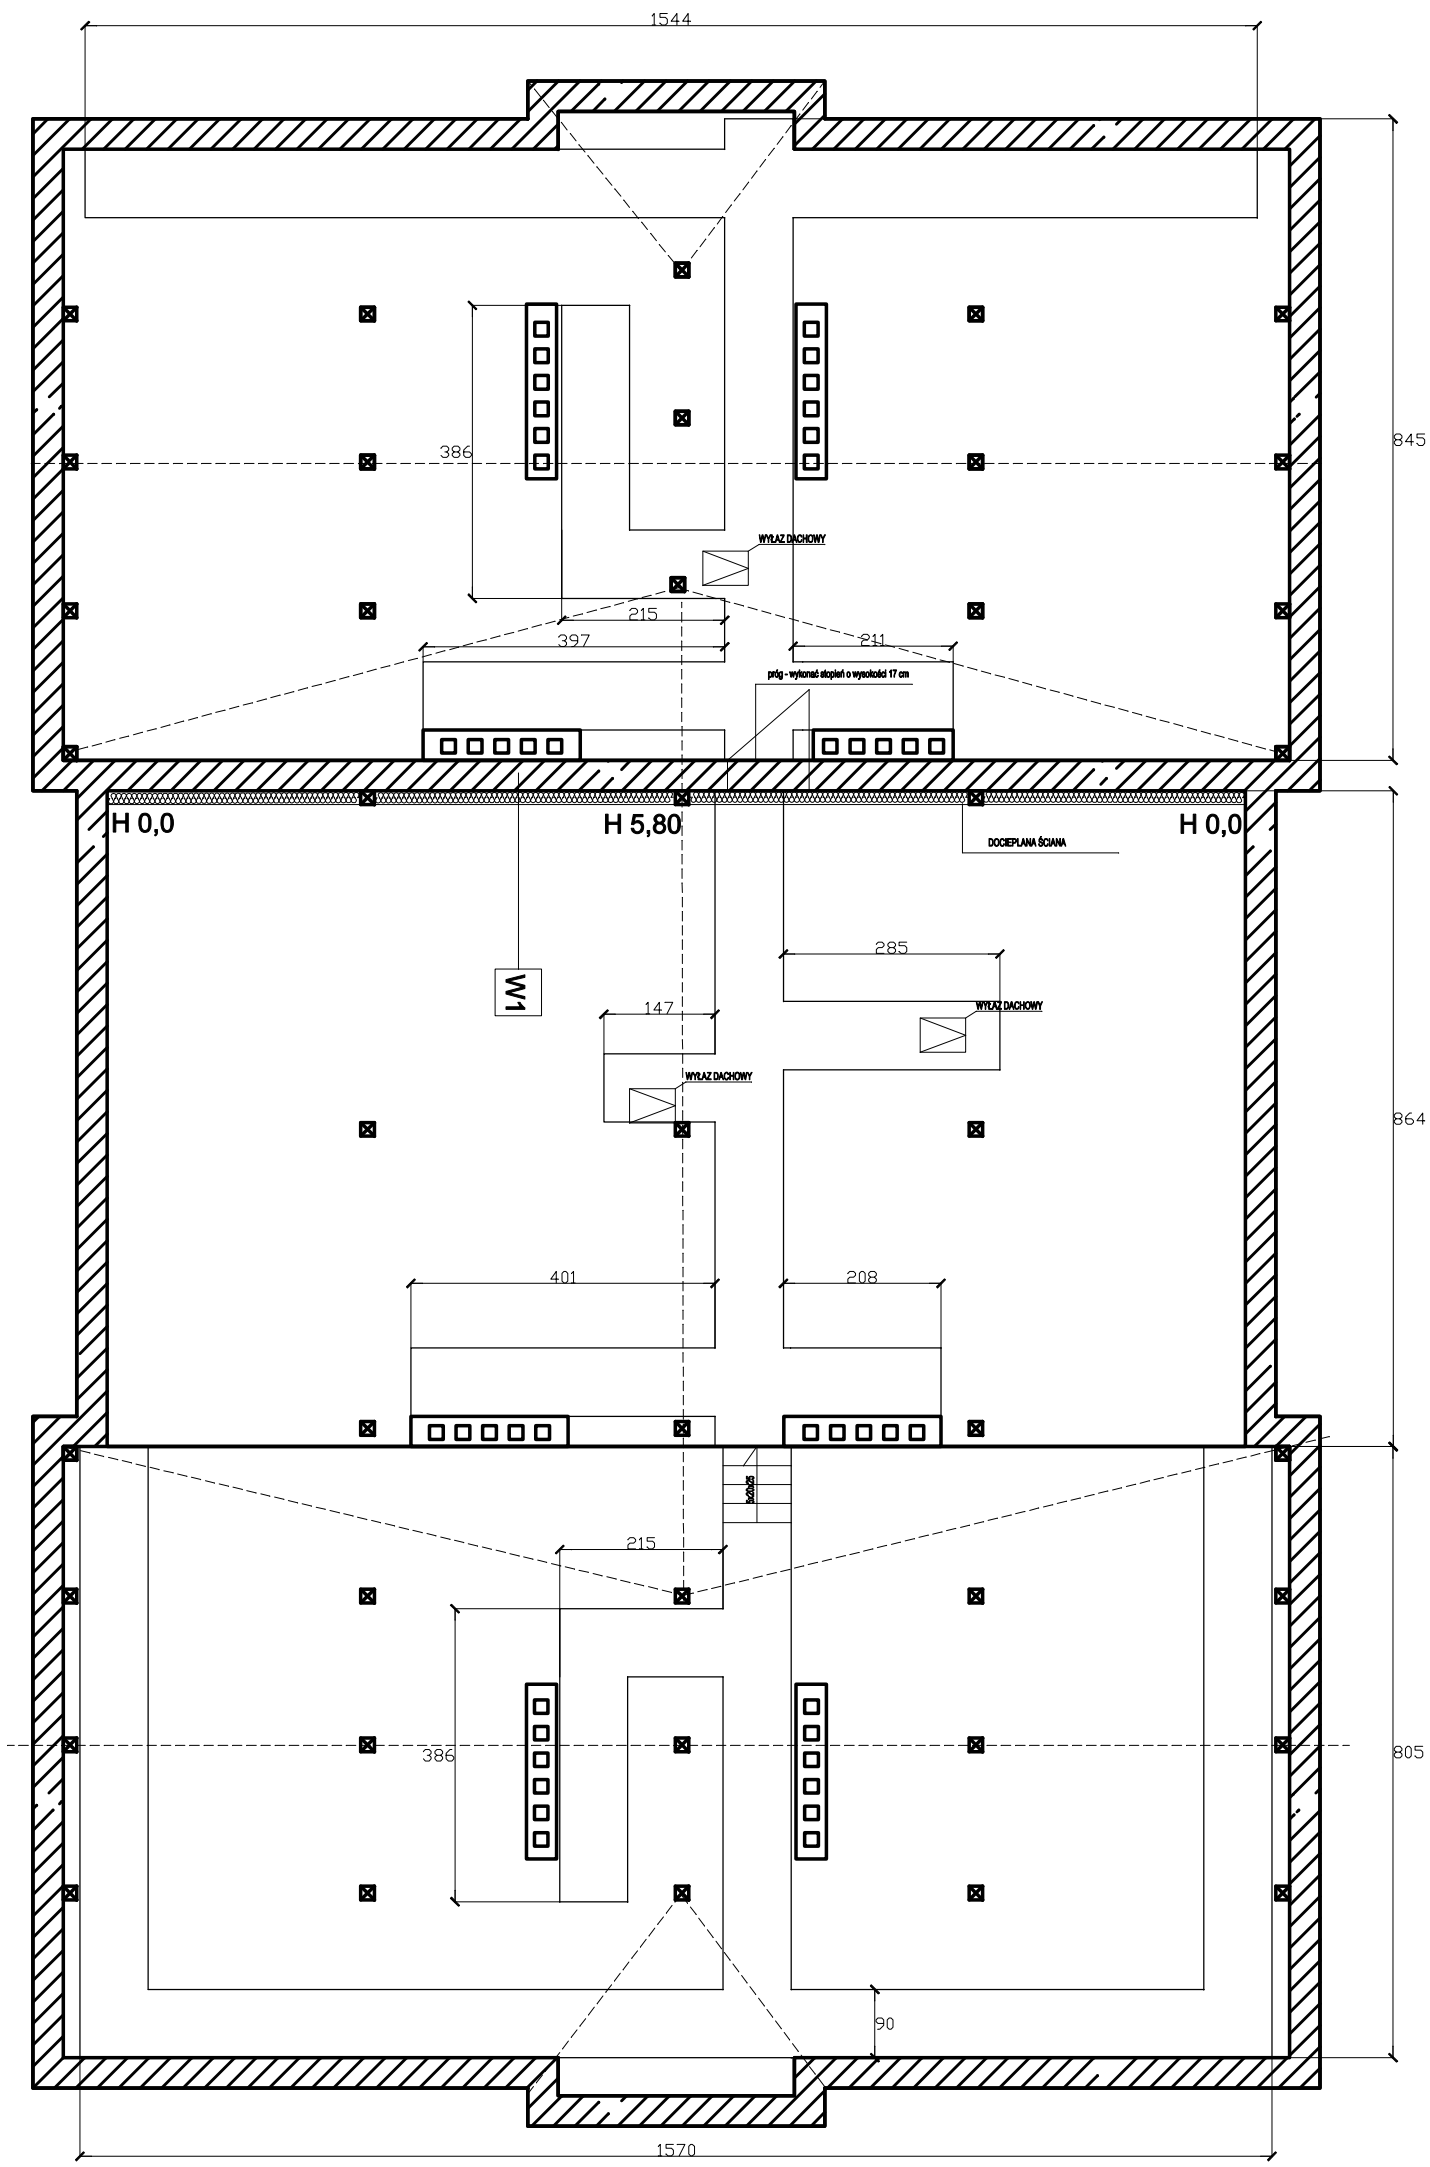 1544
386
845
WYŁAZ DACHOWY
215
397
211
próg - wykonać stopień o wysokości 17 cm
H 0,0
H 5,80
H 0,0
DOCIEPLANA ŚCIANA
285
W1
147
WYŁAZ DACHOWY
WYŁAZ DACHOWY
864
401
208
5x20x25
215
386
805
90
1570